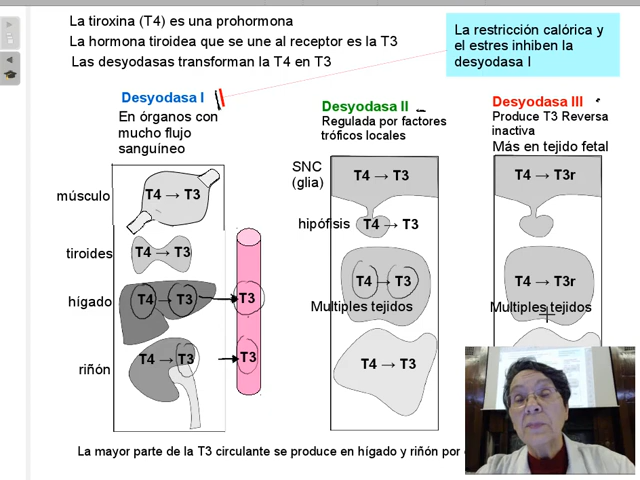 La tiroxina (T4) es una prohormona
La hormona tiroidea que se une al receptor es la T3
Las desyodasas transforman la T4 en T3
La restricción calórica y
el estres inhiben la
desyodasa I
Desyodasa I
En órganos con
mucho flujo
sanguíneo
Desyodasa II
Regulada por factores
tróficos locales
Desyodasa III
Produce T3 Reversa
inactiva
Más en tejido fetal
músculo
T4 → T3
tiroides
T4 → T3
hígado
T4 → T3
T3
riñón
T4 → T3
T3
SNC
(glia)
T4 → T3
hipófisis
T4 → T3
T4 → T3
Multiples tejidos
T4 → T3
T4 → T3r
T4 → T3r
Multiples tejidos
La mayor parte de la T3 circulante se produce en hígado y riñón por